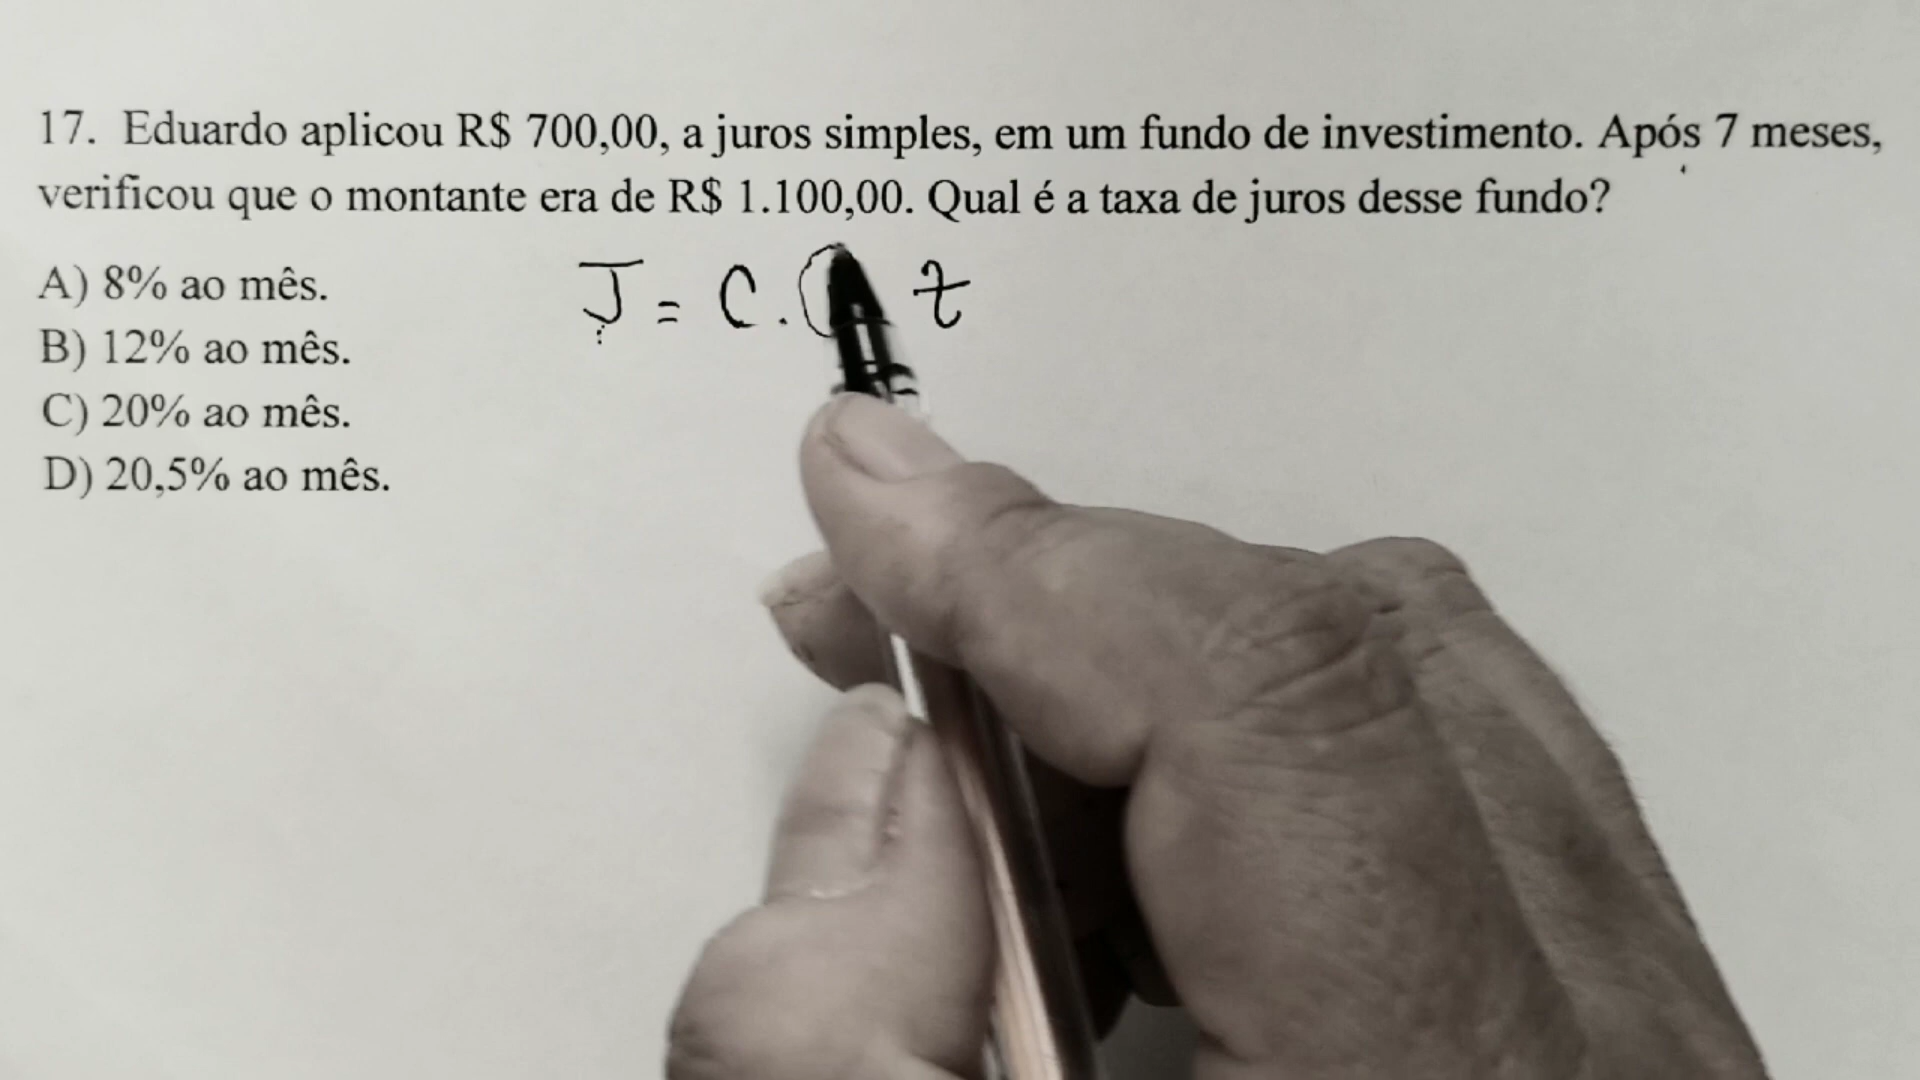 17. Eduardo aplicou R$ 700,00, a juros simples, em um fundo de investimento. Após 7 meses,
verificou que o montante era de R$ 1.100,00. Qual é a taxa de juros desse fundo?
A) 8% ao mês.
B) 12% ao mês.
C) 20% ao mês.
D) 20,5% ao mês.
J = C . t